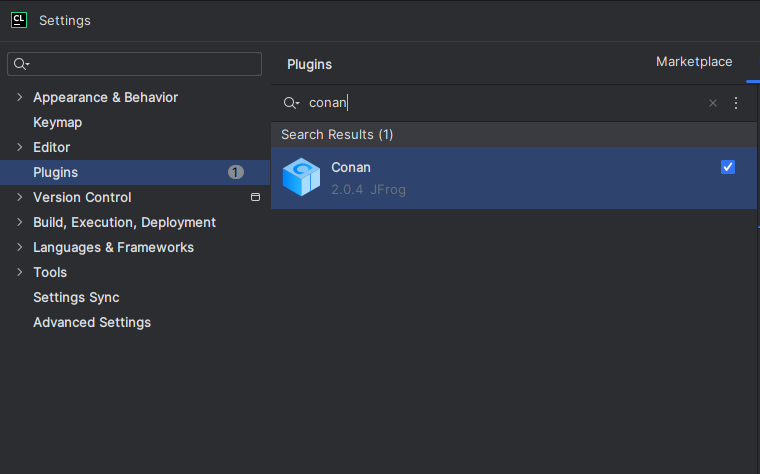 CL Settings
Plugins Marketplace
conan
Search Results (1)
Conan
2.0.4 JFrog
Appearance & Behavior
Keymap
Editor
Plugins 1
Version Control
Build, Execution, Deployment
Languages & Frameworks
Tools
Settings Sync
Advanced Settings